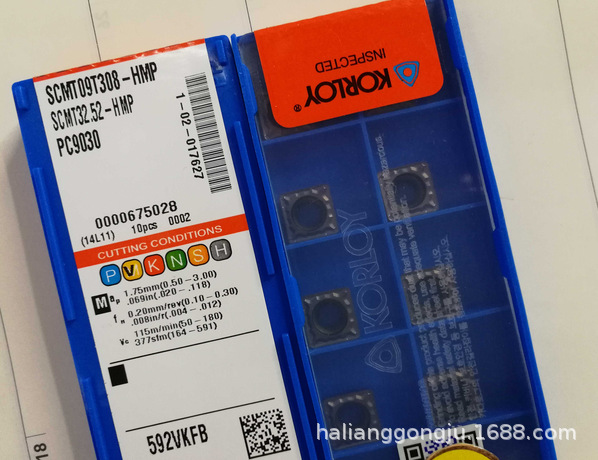 SCMT09T308-HMP
SCMT32.52-HMP
PC9030
1-02-017627
000067502B
(14L11) 10pcs 0002
CUTTING CONDITIONS
P V K N S H
M ap 1.75mm(0.50-3.00)
.069in(.020-.118)
fn 0.20mm/rev(0.10-0.30)
.008in/r(.004-.012)
vc 115m/min(50-180)
377sfm(164-591)
592VKFB
KORLOY®
INSPECTED
KORLOY
18
halianggongju.1688.com